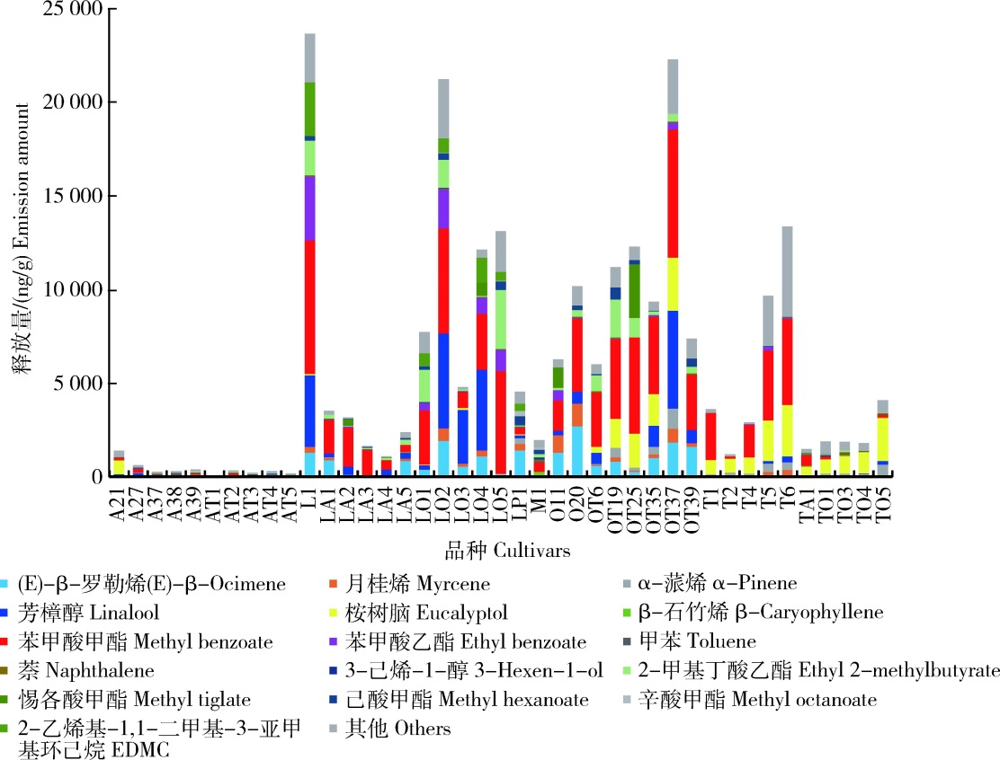 25 000
20 000
15 000
10 000
5 000
0
释放量/(ng/g) Emission amount
A21 A27 A37 A38 A39 AT1 AT2 AT3 AT4 AT5 L1 LA1 LA2 LA3 LA4 LA5 LO1 LO2 LO3 LO4 LO5 LP1 M1 O11 O20 OT6 OT19 OT25 OT35 OT37 OT39 T1 T2 T4 T5 T6 TA1 TO1 TO3 TO4 TO5
品种 Cultivars
(E)-β-罗勒烯(E)-β-Ocimene
月桂烯 Myrcene
α-蒎烯 α-Pinene
芳樟醇 Linalool
桉树脑 Eucalyptol
β-石竹烯 β-Caryophyllene
苯甲酸甲酯 Methyl benzoate
苯甲酸乙酯 Ethyl benzoate
甲苯 Toluene
萘 Naphthalene
3-己烯-1-醇 3-Hexen-1-ol
2-甲基丁酸乙酯 Ethyl 2-methylbutyrate
惕各酸甲酯 Methyl tiglate
己酸甲酯 Methyl hexanoate
辛酸甲酯 Methyl octanoate
2-乙烯基-1,1-二甲基-3-亚甲
基环己烷 EDMC
其他 Others